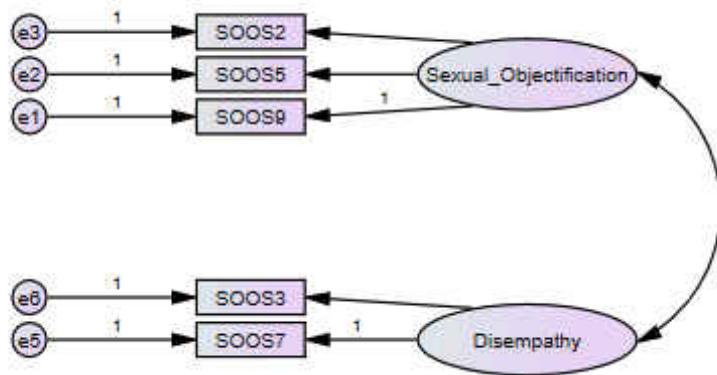 e3 1 SOOS2
e2 1 SOOS5 Sexual_Objectification
e1 1 SOOS9 1
e6 1 SOOS3
e5 1 SOOS7 1 Disempathy